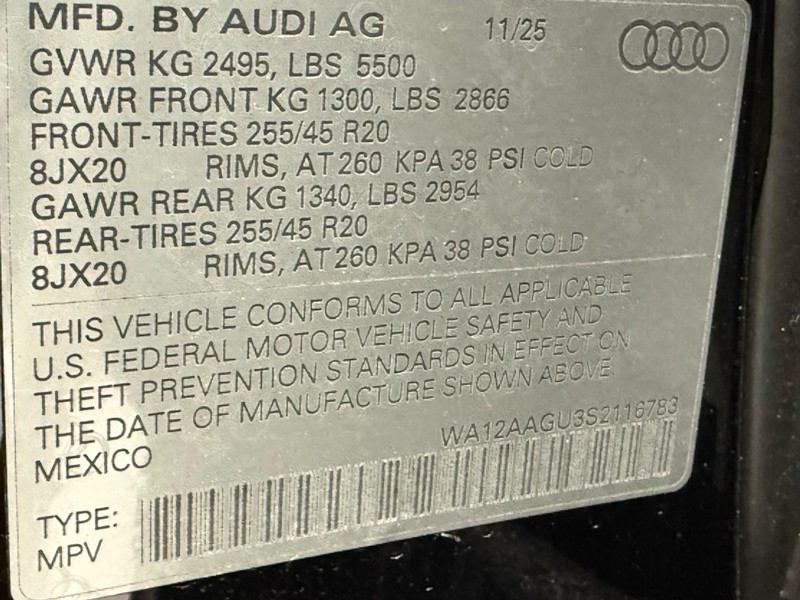 MFD. BY AUDI AG 11/25
GVWR KG 2495, LBS 5500
GAWR FRONT KG 1300, LBS 2866
FRONT-TIRES 255/45 R20
8JX20 RIMS, AT 260 KPA 38 PSI COLD
GAWR REAR KG 1340, LBS 2954
REAR-TIRES 255/45 R20
8JX20 RIMS, AT 260 KPA 38 PSI COLD
THIS VEHICLE CONFORMS TO ALL APPLICABLE
U.S. FEDERAL MOTOR VEHICLE SAFETY AND
THEFT PREVENTION STANDARDS IN EFFECT ON
THE DATE OF MANUFACTURE SHOWN ABOVE.
MEXICO WA12AAGU3S2116783
TYPE:
MPV